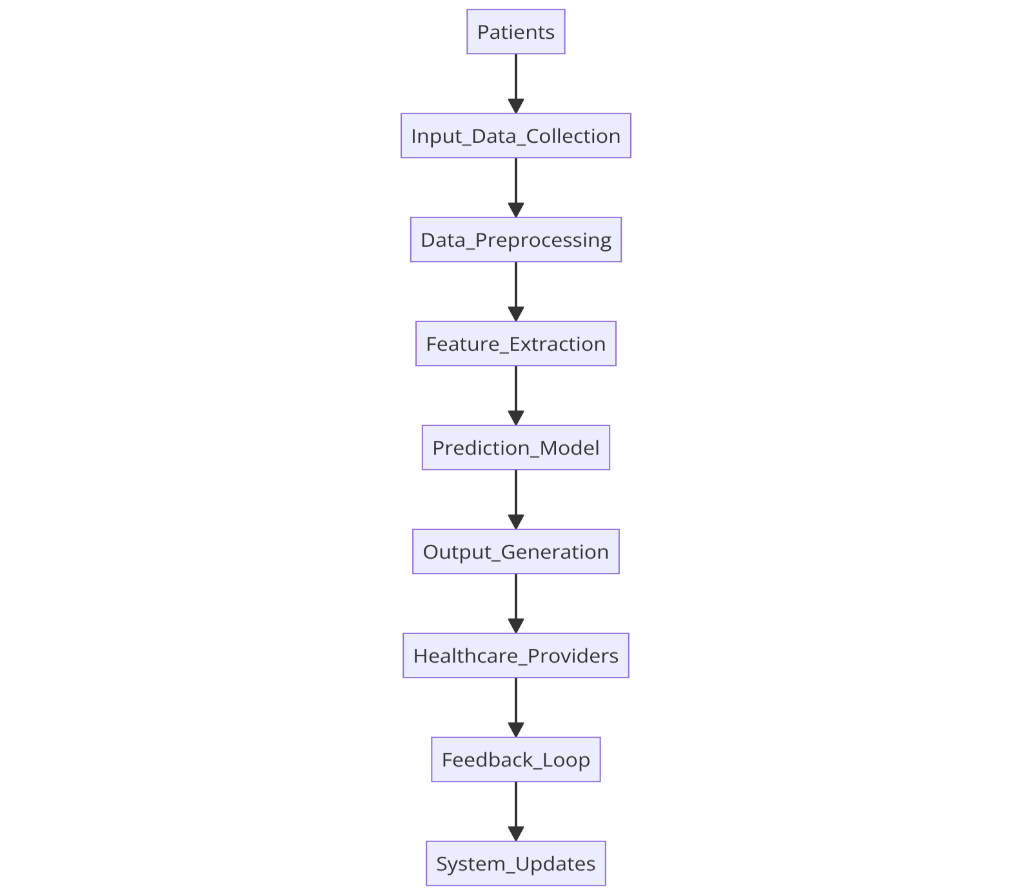 Patients
Input_Data_Collection
Data_Preprocessing
Feature_Extraction
Prediction_Model
Output_Generation
Healthcare_Providers
Feedback_Loop
System_Updates